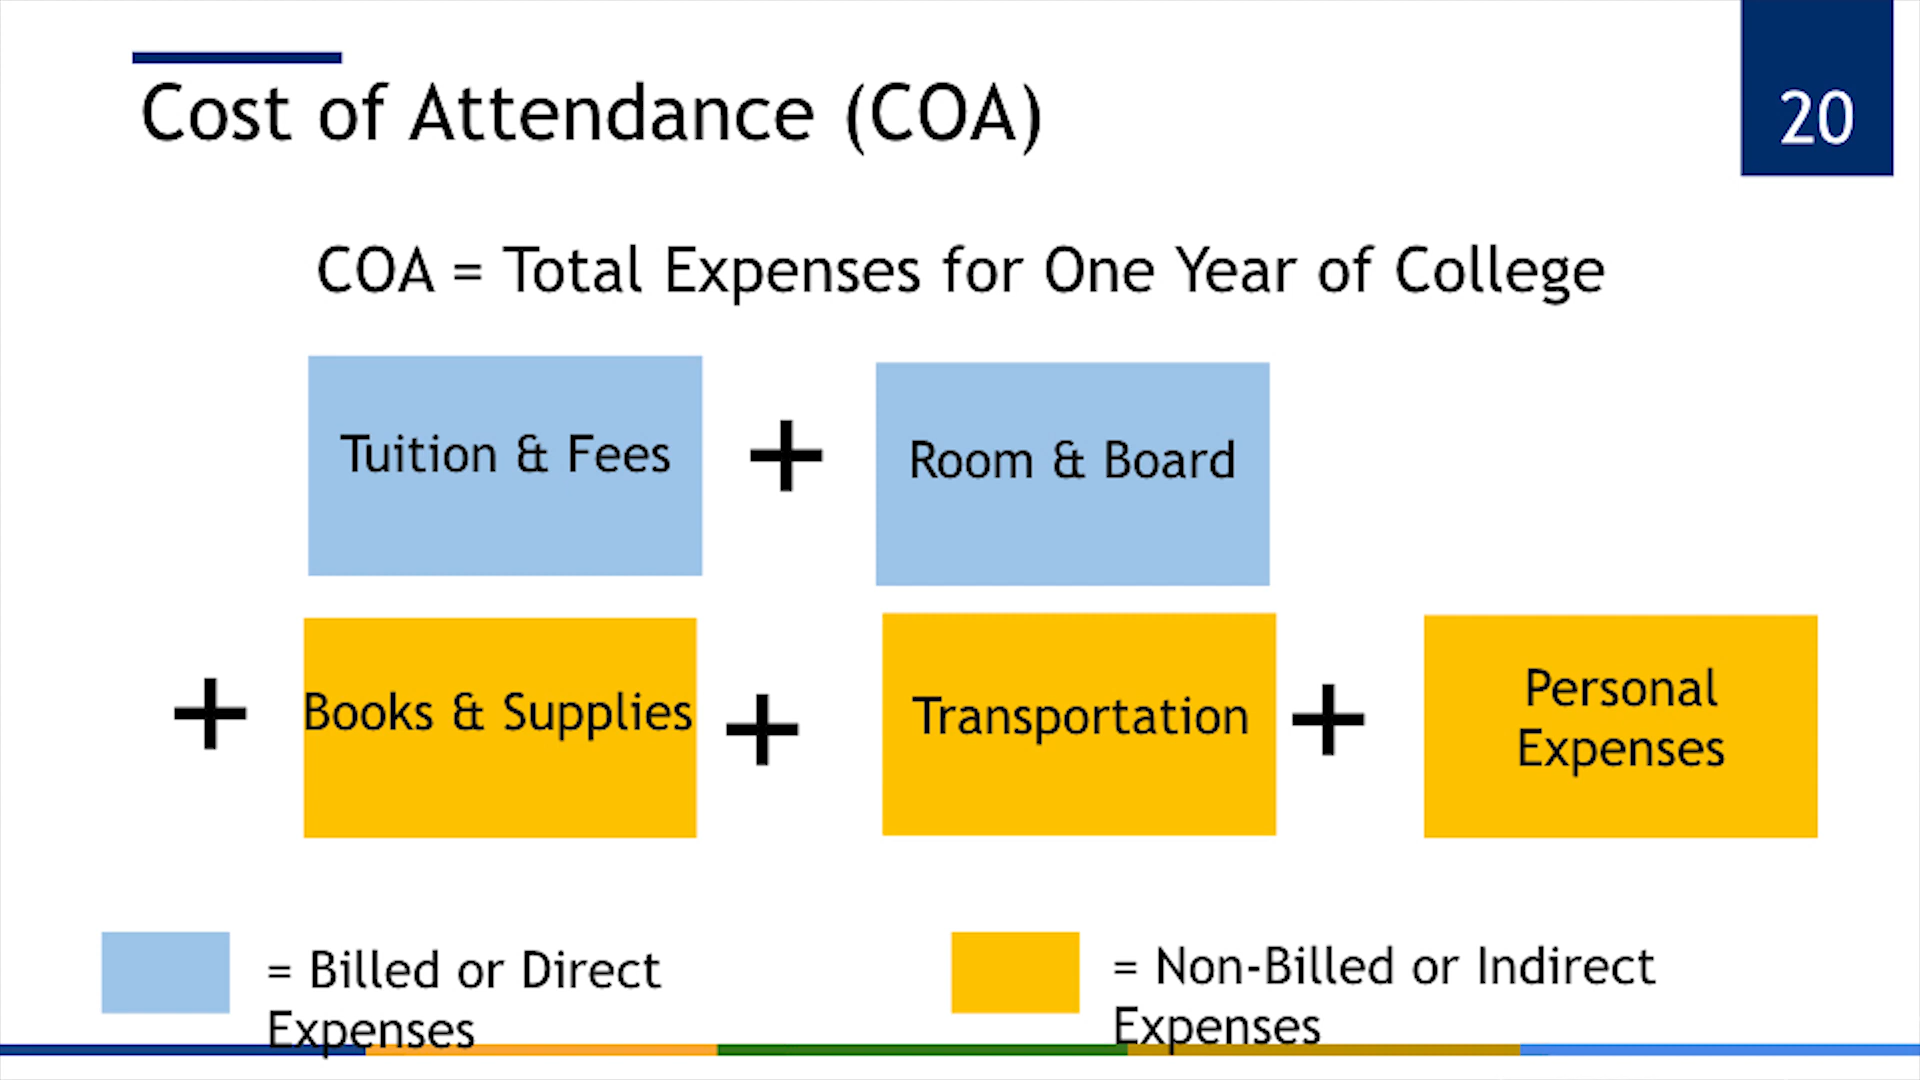 Cost of Attendance (COA)
20
COA = Total Expenses for One Year of College
Tuition & Fees
+
Room & Board
+
Books & Supplies
+
Transportation
+
Personal
Expenses
= Billed or Direct
Expenses
= Non-Billed or Indirect
Expenses